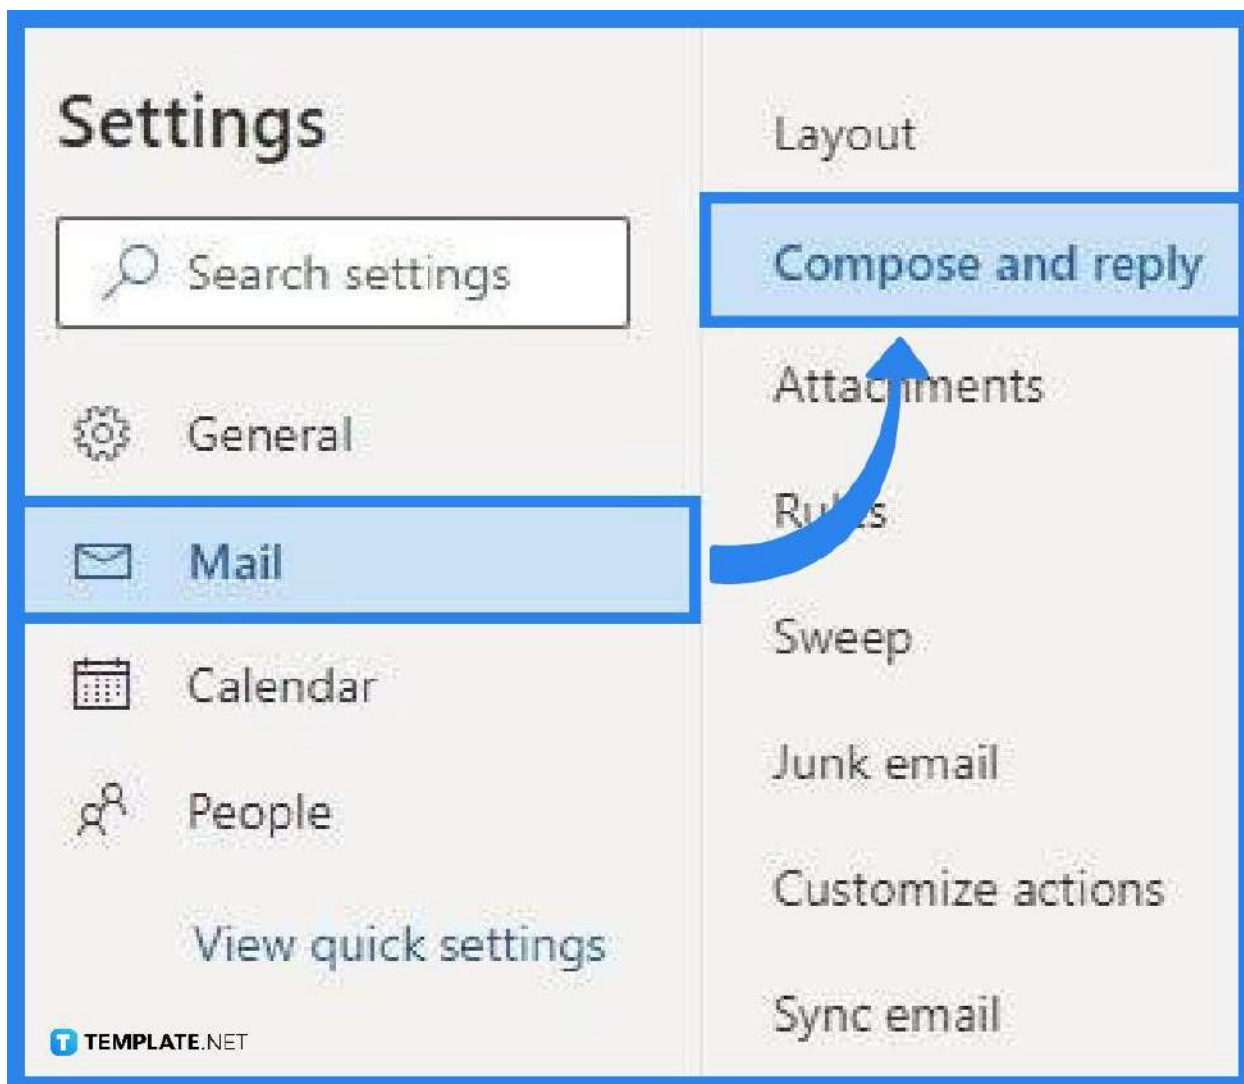 Settings
Search settings
General
Mail
Calendar
People
View quick settings
TEMPLATE.NET
Layout
Compose and reply
Attachments
Rules
Sweep
Junk email
Customize actions
Sync email